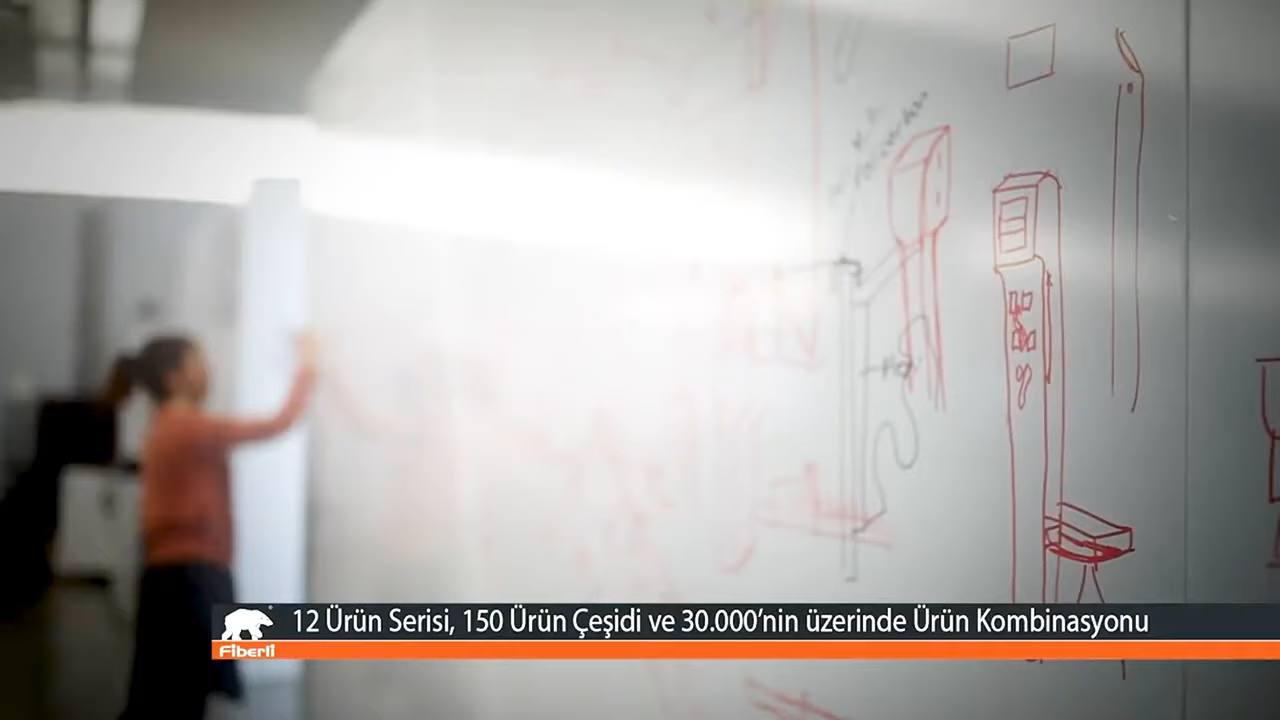 12 Ürün Serisi, 150 Ürün Çeşidi ve 30.000’nin üzerinde Ürün Kombinasyonu
Fiberli